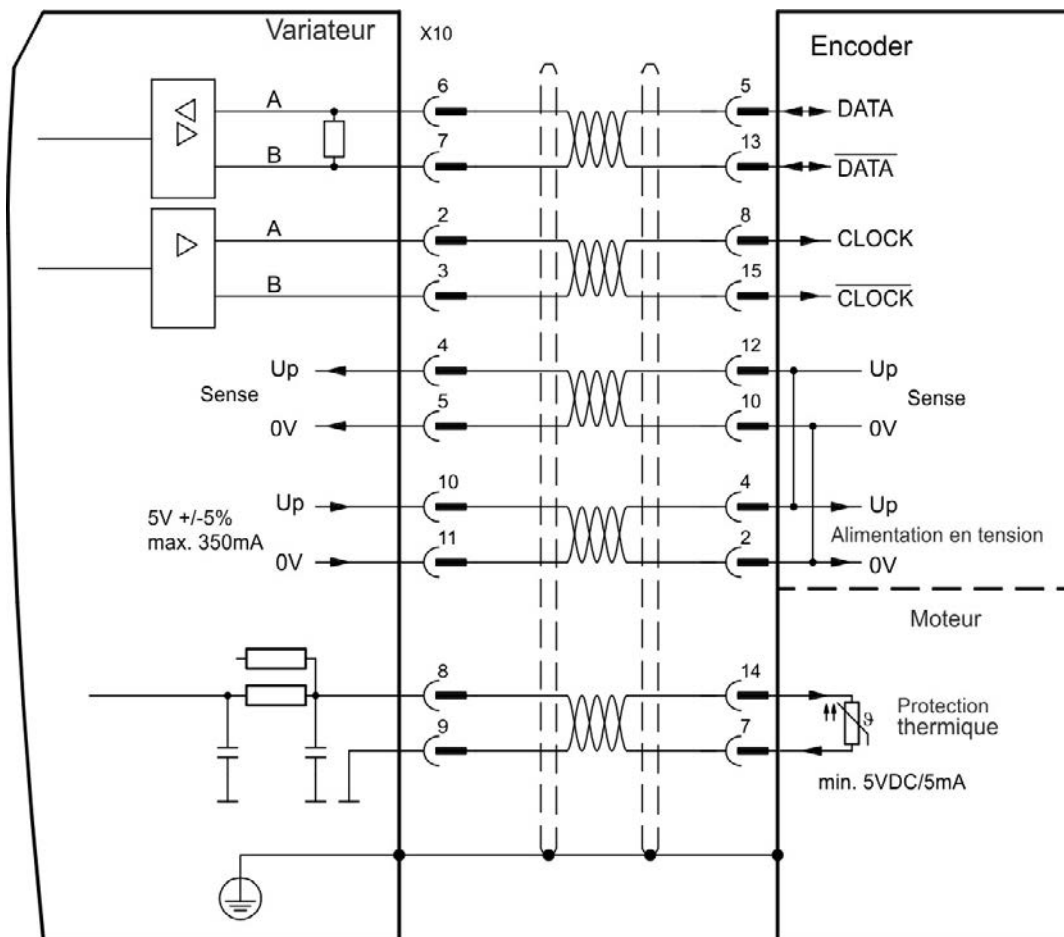 Variateur
X10
Encoder
A
6
5
DATA
B
7
13
DATA
A
2
8
CLOCK
B
3
15
CLOCK
Up
4
12
Up
Sense
Sense
0V
5
10
0V
Up
10
4
Up
5V +/-5%
max. 350mA
Alimentation en tension
0V
11
2
0V
Moteur
8
14
Protection
thermique
ϑ
9
7
min. 5VDC/5mA